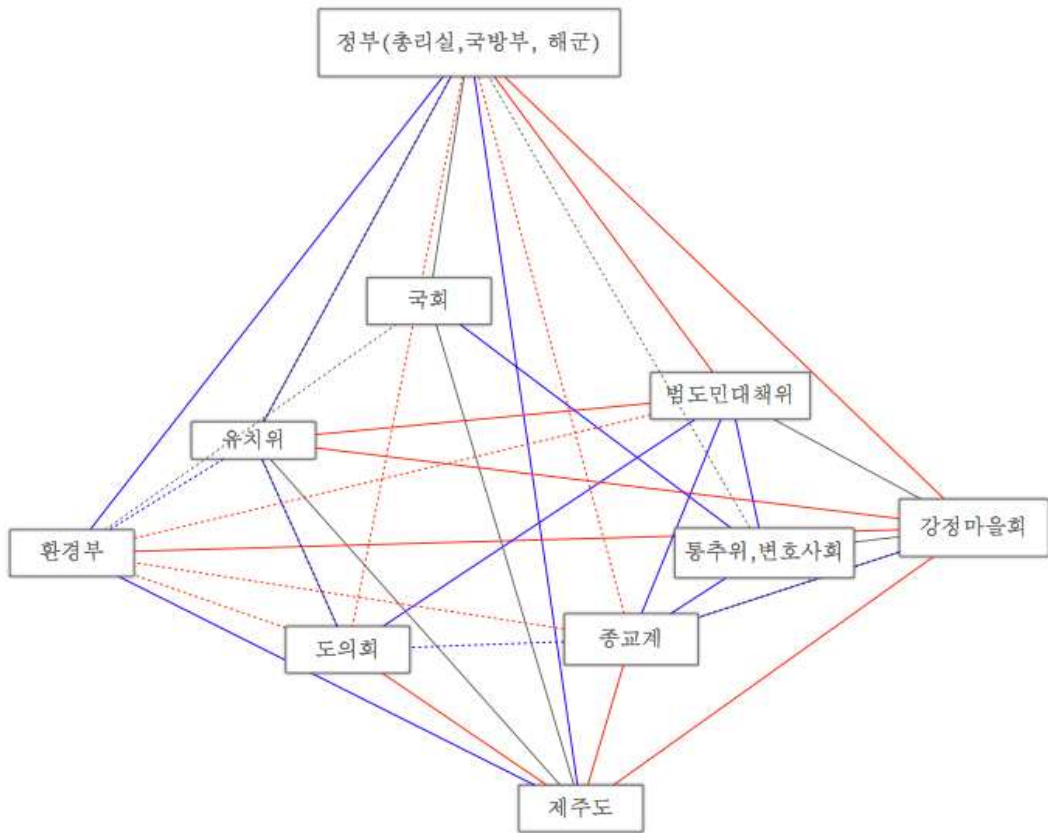 정부(총리실,국방부, 해군)
국회
범도민대책위
유치위
강정마을회
환경부
통추위,변호사회
도의회
종교계
제주도